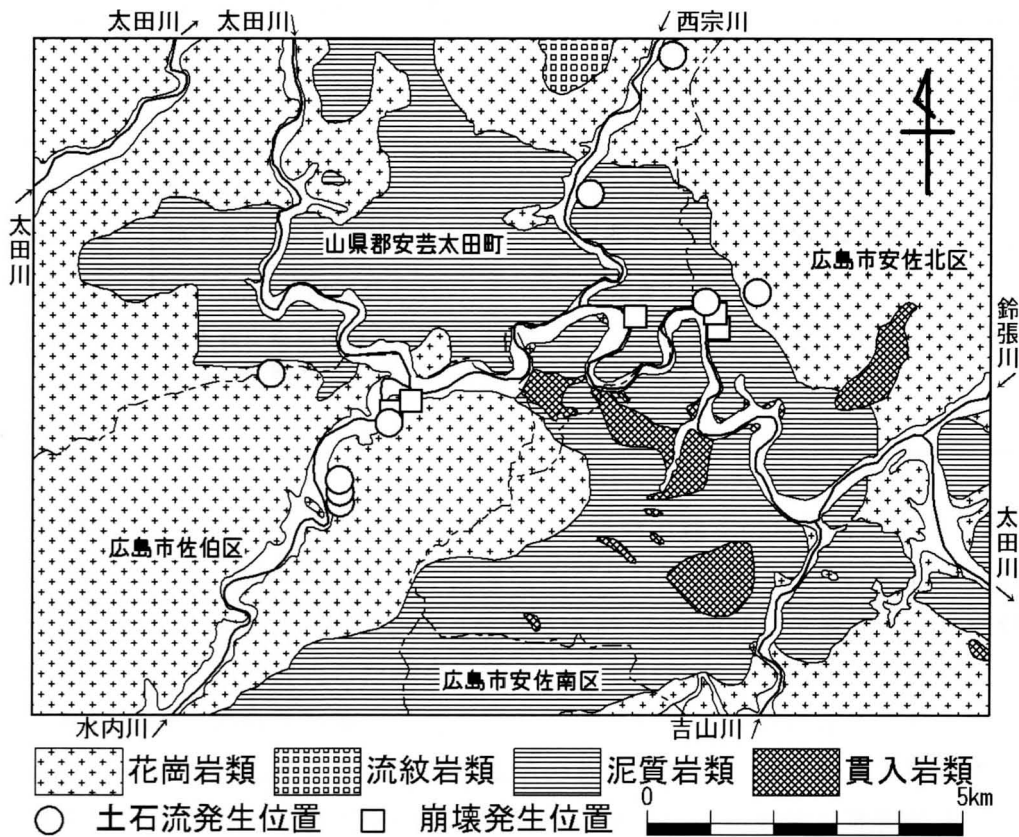 太田川 太田川 西宗川
太田川
山県郡安芸太田町
広島市安佐北区
鈴張川
太田川
広島市佐伯区
広島市安佐南区
水内川 吉山川
花崗岩類 流紋岩類 泥質岩類 貫入岩類
土石流発生位置 崩壊発生位置
0 5km